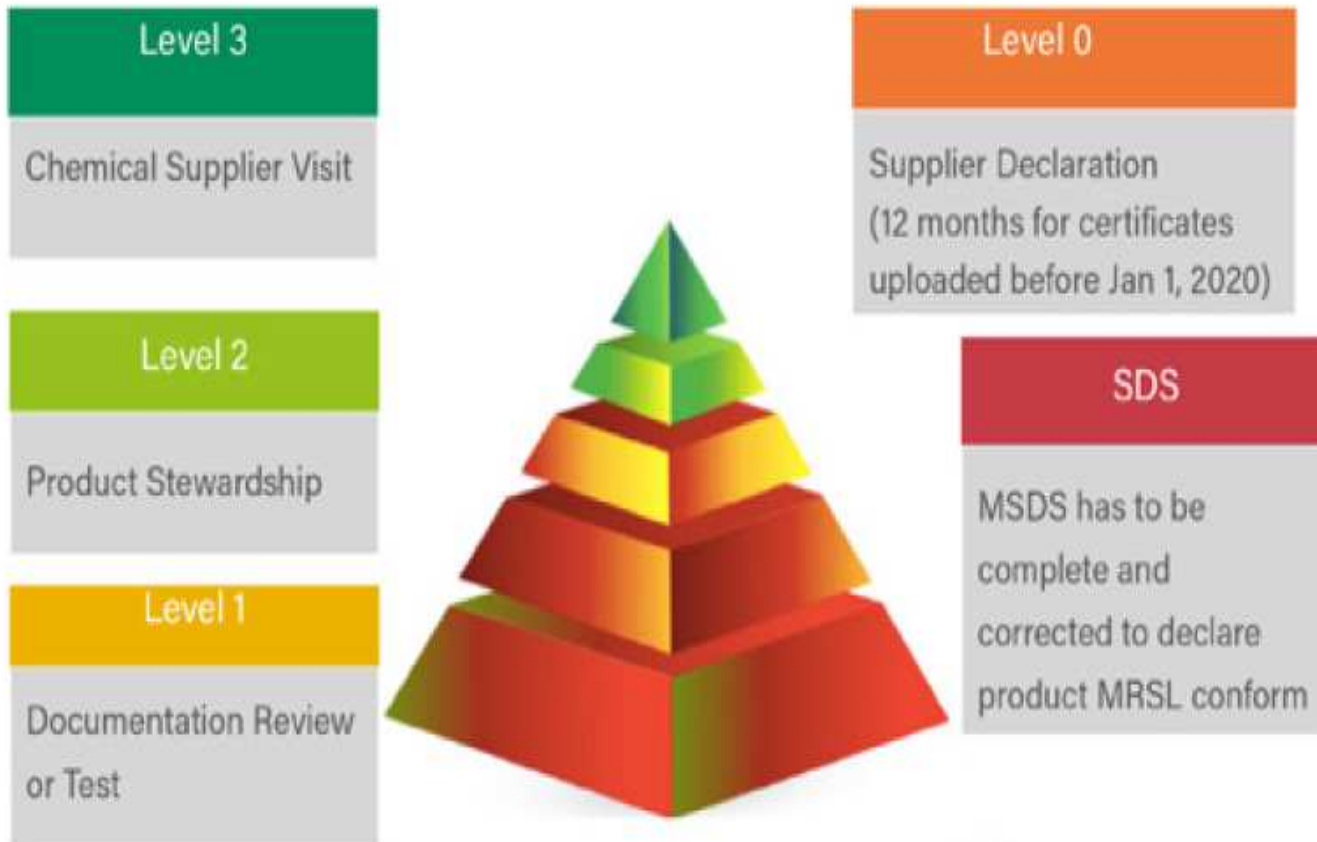 Level 3
Chemical Supplier Visit
Level 2
Product Stewardship
Level 1
Documentation Review
or Test
Level 0
Supplier Declaration
(12 months for certificates
uploaded before Jan 1, 2020)
SDS
MSDS has to be
complete and
corrected to declare
product MRSL conform